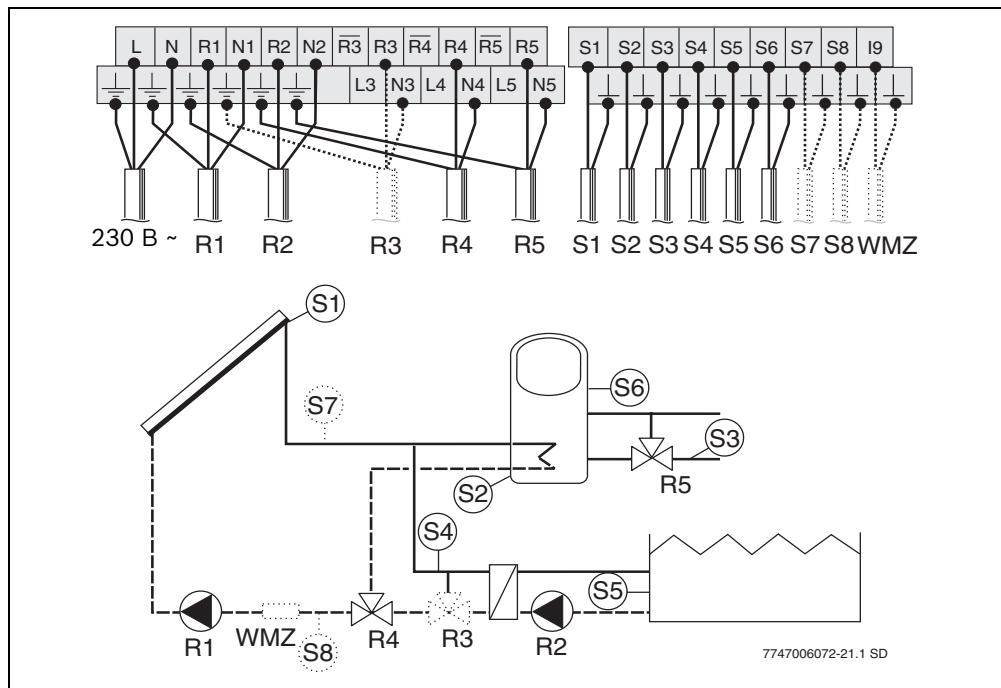 L N R1 N1 R2 N2 R3 R3 R4 R4 R5 R5 S1 S2 S3 S4 S5 S6 S7 S8 I9
L3 N3 L4 N4 L5 N5
230 В ~ R1 R2 R3 R4 R5 S1 S2 S3 S4 S5 S6 S7 S8 WMZ
S1
S7
S6
S3
R5
S2
S4
S5
R1
WMZ
S8
R4
R3
R2
7747006072-21.1 SD